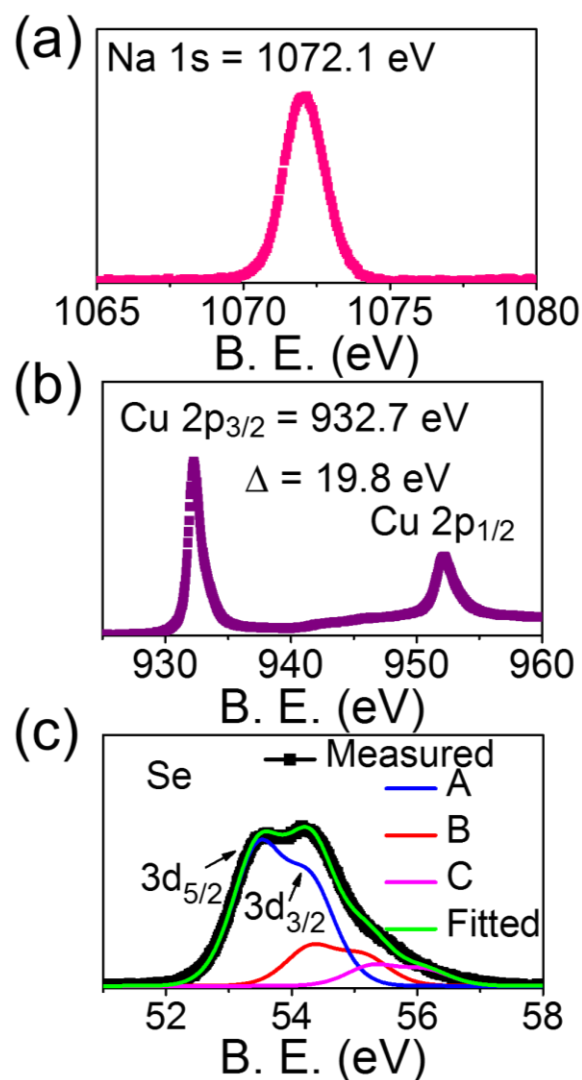 (a)
Na 1s = 1072.1 eV
1065 1070 1075 1080
B. E. (eV)
(b)
Cu 2p3/2 = 932.7 eV
Δ = 19.8 eV
Cu 2p1/2
930 940 950 960
B. E. (eV)
(c)
Se
Measured
A
B
C
Fitted
3d5/2
3d3/2
52 54 56 58
B. E. (eV)